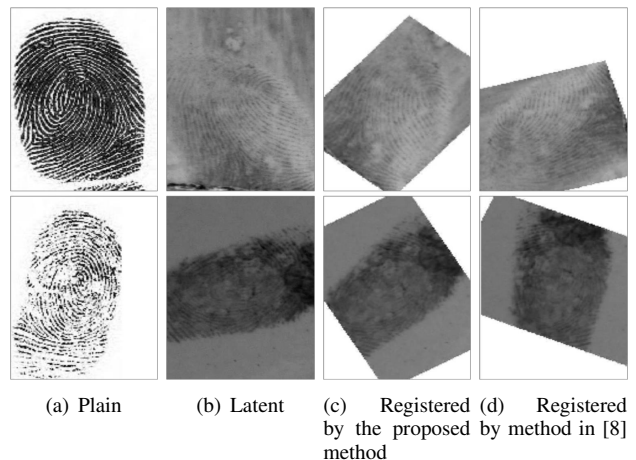 (a) Plain
(b) Latent
(c) Registered
by the proposed
method
(d) Registered
by method in [8]